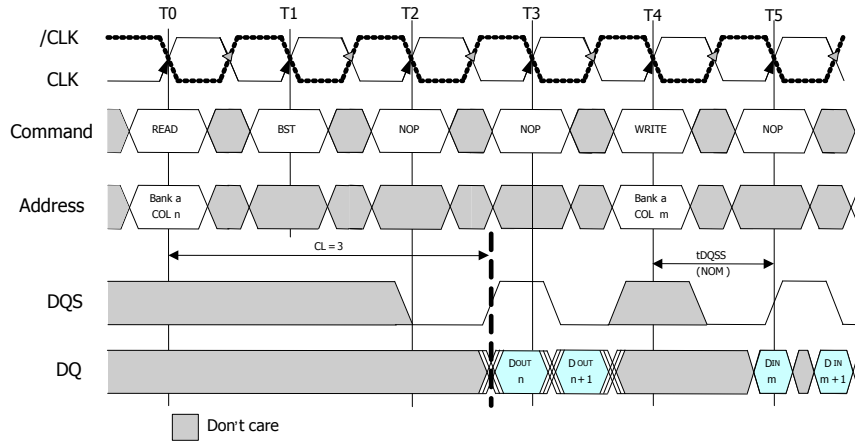 T0 T1 T2 T3 T4 T5
/CLK
CLK
Command READ BST NOP NOP WRITE NOP
Address Bank a COL n Bank a COL m
CL = 3
tDQSS
(NOM)
DQS
DQ DOUT n DOUT n+1 DIN m DIN m+1
Don't care